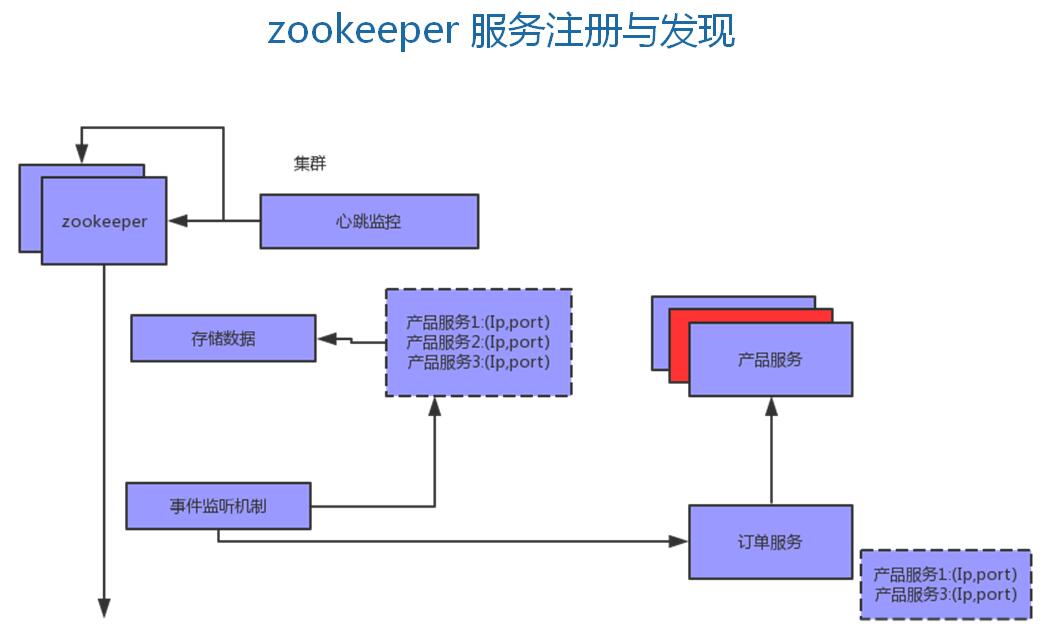 zookeeper 服务注册与发现
集群
zookeeper
心跳监控
存储数据
产品服务1:(Ip,port)
产品服务2:(Ip,port)
产品服务3:(Ip,port)
产品服务
事件监听机制
订单服务
产品服务1:(Ip,port)
产品服务3:(Ip,port)